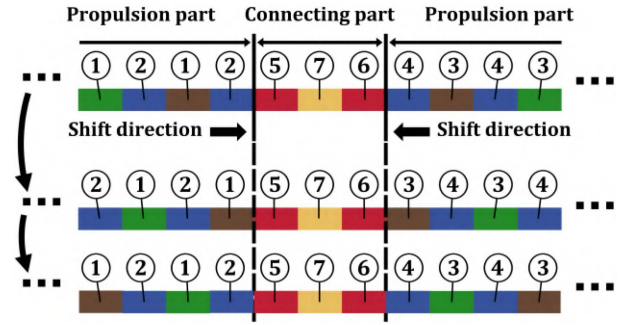 Propulsion part Connecting part Propulsion part
1 2 1 2 5 7 6 4 3 4 3
Shift direction Shift direction
2 1 2 1 5 7 6 3 4 3 4
1 2 1 2 5 7 6 4 3 4 3